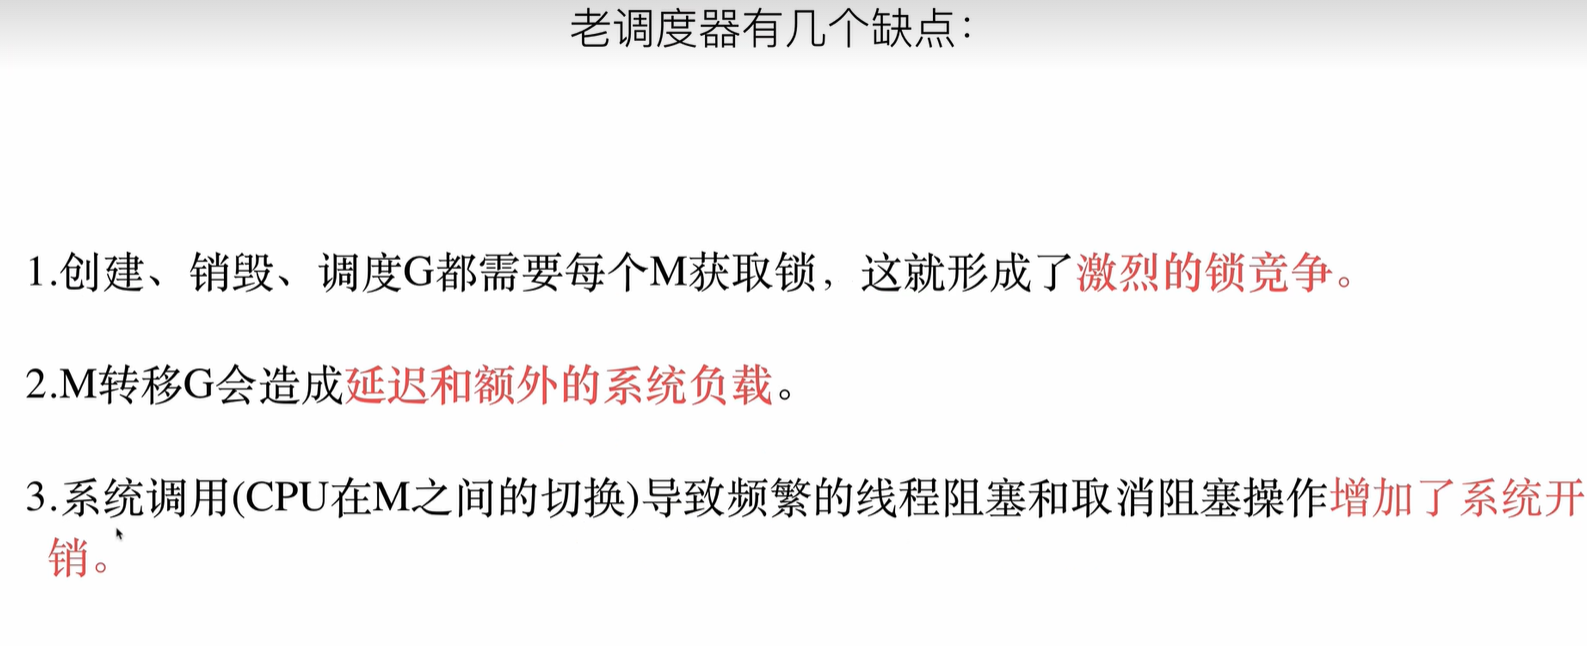 老调度器有几个缺点：
1.创建、销毁、调度G都需要每个M获取锁，这就形成了激烈的锁竞争。
2.M转移G会造成延迟和额外的系统负载。
3.系统调用(CPU在M之间的切换)导致频繁的线程阻塞和取消阻塞操作增加了系统开
销。